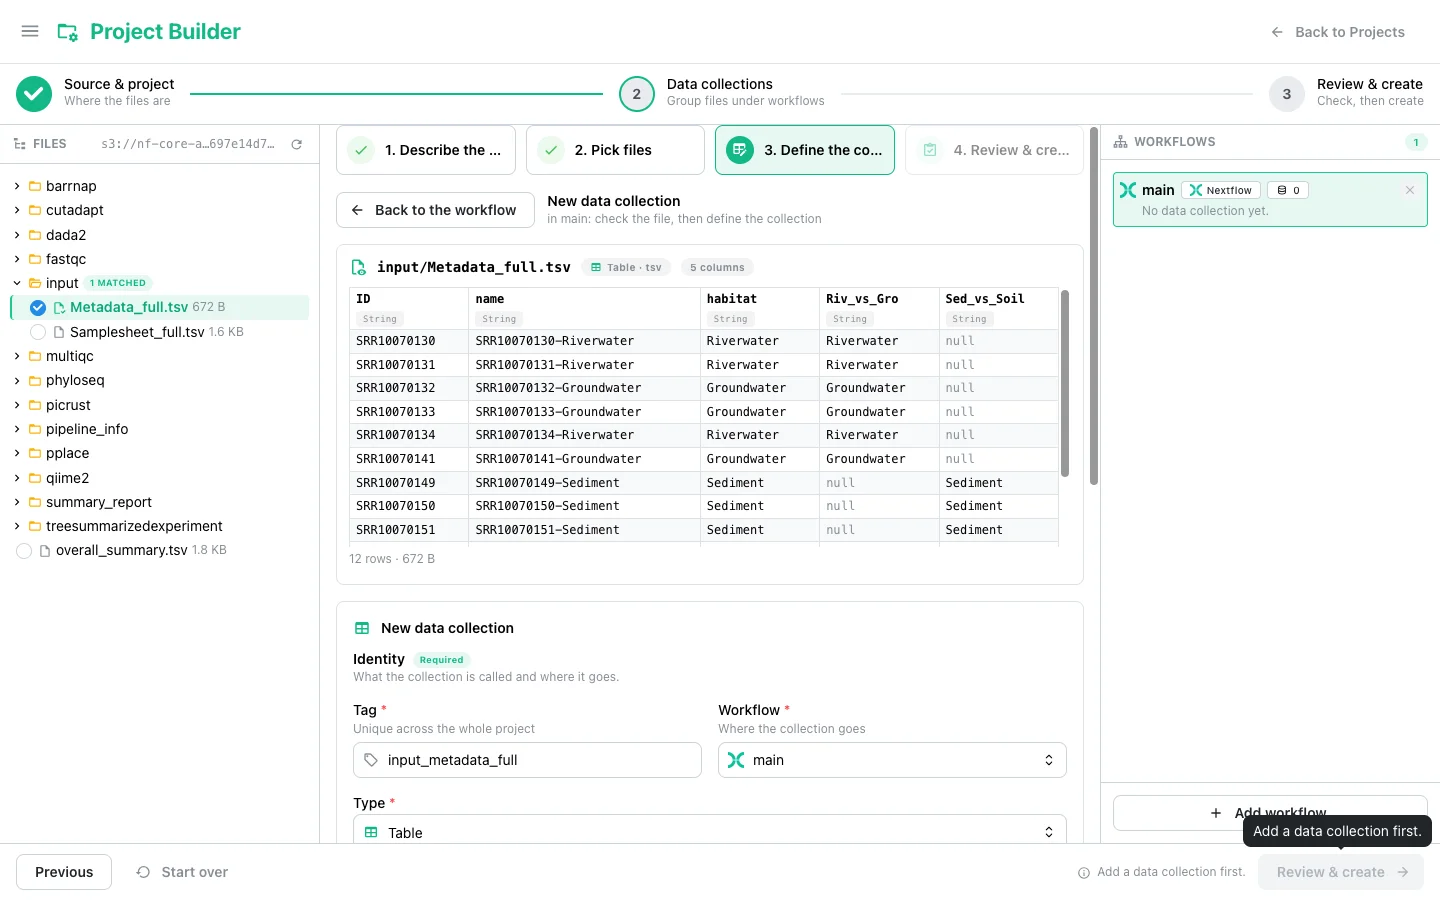 Project Builder
Back to Projects
Source & project
Where the files are
2
Data collections
Group files under workflows
3
Review & create
Check, then create
FILES
s3://nf-core-a…697e14d7…
barrnap
cutadapt
dada2
fastqc
input 1 MATCHED
Metadata_full.tsv 672 B
Samplesheet_full.tsv 1.6 KB
multiqc
phyloseq
picrust
pipeline_info
pplace
qiime2
summary_report
treesummarizedexperiment
overall_summary.tsv 1.8 KB
1. Describe the ...
2. Pick files
3. Define the co...
4. Review & cre...
Back to the workflow
New data collection
in main: check the file, then define the collection
input/Metadata_full.tsv Table · tsv 5 columns
ID name habitat Riv_vs_Gro Sed_vs_Soil
String String String String String
SRR10070130 SRR10070130–Riverwater Riverwater Riverwater null
SRR10070131 SRR10070131–Riverwater Riverwater Riverwater null
SRR10070132 SRR10070132–Groundwater Groundwater Groundwater null
SRR10070133 SRR10070133–Groundwater Groundwater Groundwater null
SRR10070134 SRR10070134–Riverwater Riverwater Riverwater null
SRR10070141 SRR10070141–Groundwater Groundwater Groundwater null
SRR10070149 SRR10070149–Sediment Sediment null Sediment
SRR10070150 SRR10070150–Sediment Sediment null Sediment
SRR10070151 SRR10070151–Sediment Sediment null Sediment
12 rows · 672 B
New data collection
Identity Required
What the collection is called and where it goes.
Tag *
Unique across the whole project
input_metadata_full
Workflow *
Where the collection goes
main
Type *
Table
WORKFLOWS
1
main Nextflow 0
No data collection yet.
Add workflow
Add a data collection first.
Previous
Start over
Add a data collection first.
Review & create